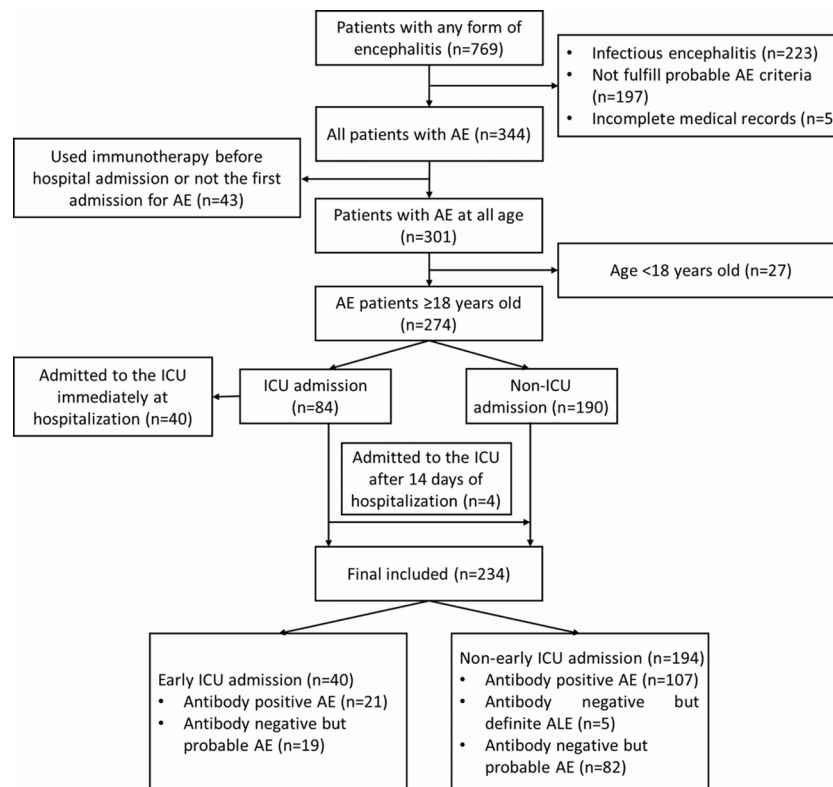 Patients with any form of
encephalitis (n=769)
• Infectious encephalitis (n=223)
• Not fulfill probable AE criteria
(n=197)
• Incomplete medical records (n=5
All patients with AE (n=344)
Used immunotherapy before
hospital admission or not the first
admission for AE (n=43)
Patients with AE at all age
(n=301)
Age <18 years old (n=27)
AE patients ≥18 years old
(n=274)
Admitted to the ICU
immediately at
hospitalization (n=40)
ICU admission
(n=84)
Non-ICU
admission (n=190)
Admitted to the ICU
after 14 days of
hospitalization (n=4)
Final included (n=234)
Early ICU admission (n=40)
• Antibody positive AE (n=21)
• Antibody negative but
probable AE (n=19)
Non-early ICU admission (n=194)
• Antibody positive AE (n=107)
• Antibody negative but
definite ALE (n=5)
• Antibody negative but
probable AE (n=82)